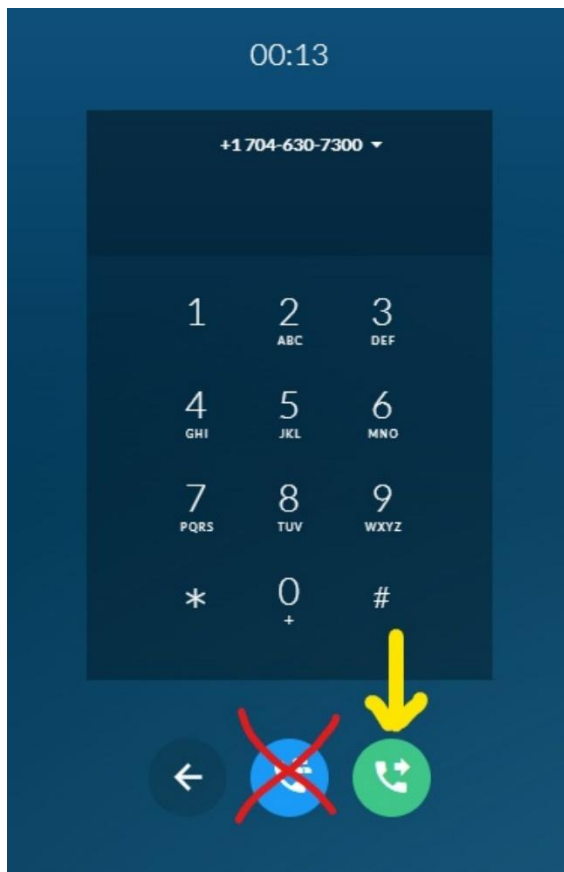 00:13
+1 704-630-7300
1 2 3
ABC DEF
4 5 6
GHI JKL MNO
7 8 9
PQRS TUV WXYZ
* 0 #
+